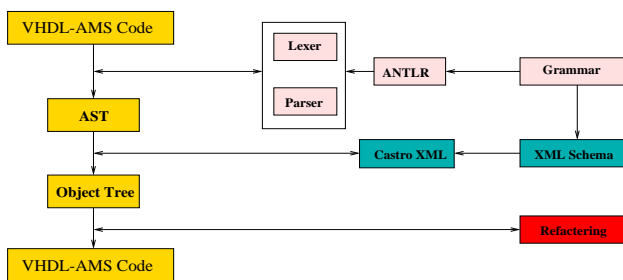 VHDL-AMS Code
Lexer
ANTLR
Grammar
Parser
AST
Castro XML
XML Schema
Object Tree
Refactering
VHDL-AMS Code